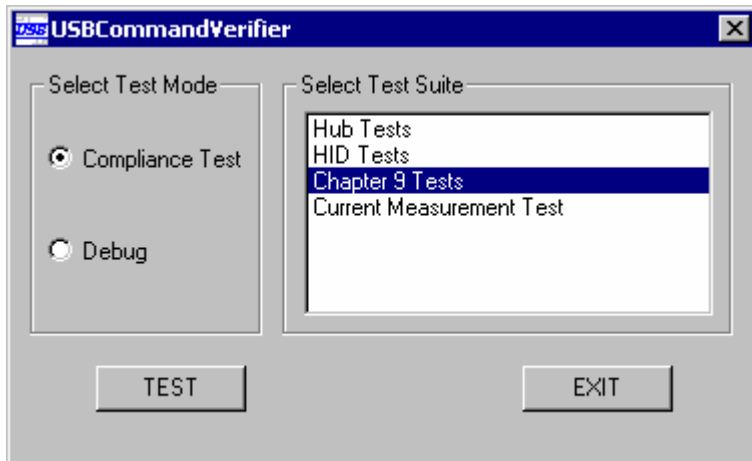 USB USBCommandVerifier
Select Test Mode
Compliance Test
Debug
Select Test Suite
Hub Tests
HID Tests
Chapter 9 Tests
Current Measurement Test
TEST
EXIT